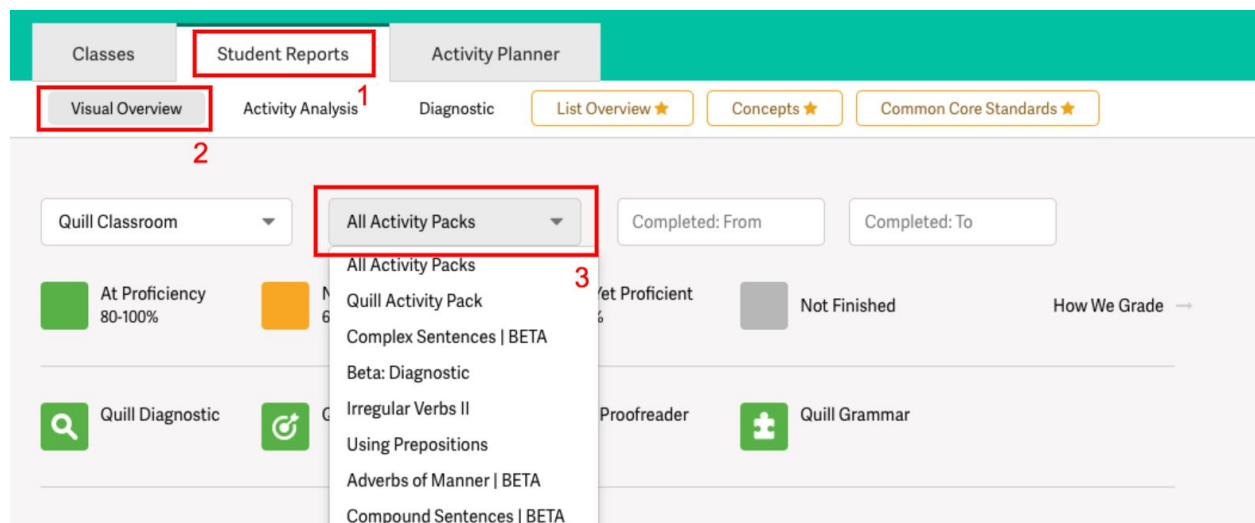 Classes
Student Reports
Activity Planner
1
Visual Overview
Activity Analysis
Diagnostic
List Overview
Concepts
Common Core Standards
2
Quill Classroom
All Activity Packs
Completed: From
Completed: To
3
All Activity Packs
Quill Activity Pack
Complex Sentences | BETA
Beta: Diagnostic
Irregular Verbs II
Using Prepositions
Adverbs of Manner | BETA
Compound Sentences | BETA
At Proficiency
80-100%
Proficient
Not Finished
How We Grade →
Quill Diagnostic
Proofreader
Quill Grammar